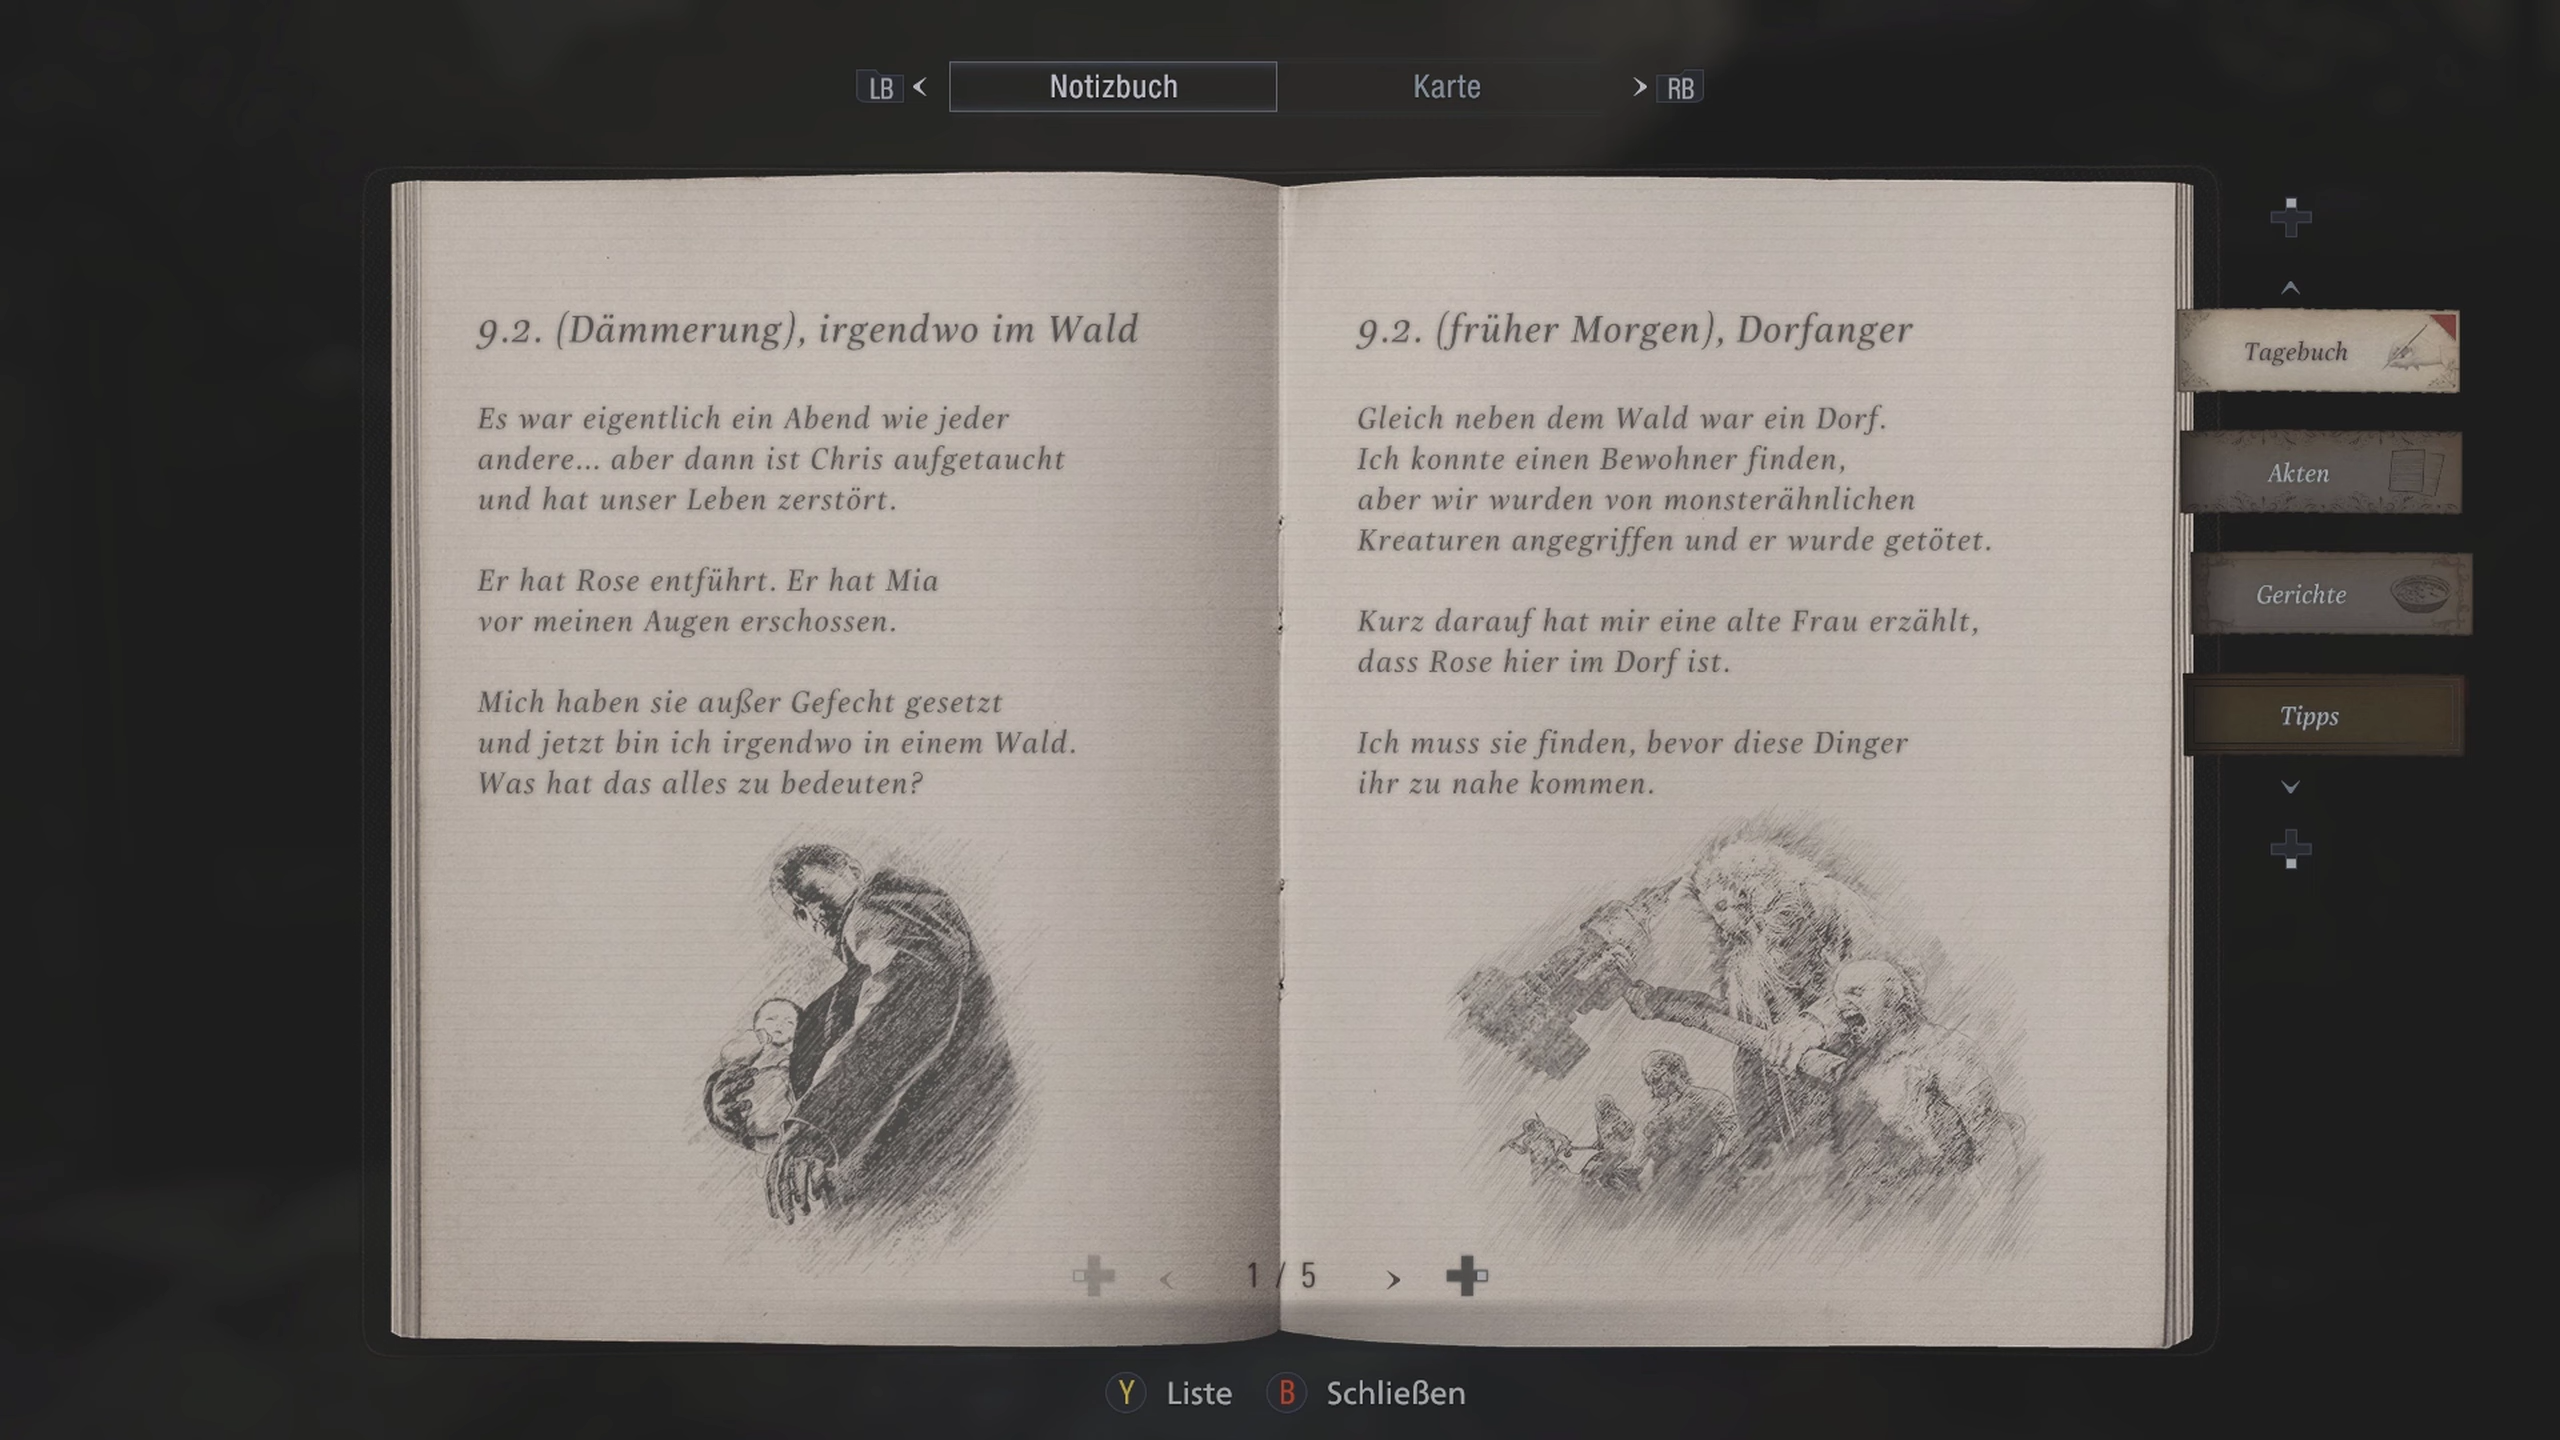 LB
Notizbuch
Karte
RB
9.2. (Dämmerung), irgendwo im Wald
Es war eigentlich ein Abend wie jeder
andere... aber dann ist Chris aufgetaucht
und hat unser Leben zerstört.
Er hat Rose entführt. Er hat Mia
vor meinen Augen erschossen.
Mich haben sie außer Gefecht gesetzt
und jetzt bin ich irgendwo in einem Wald.
Was hat das alles zu bedeuten?
9.2. (früher Morgen), Dorfanger
Gleich neben dem Wald war ein Dorf.
Ich konnte einen Bewohner finden,
aber wir wurden von monsterähnlichen
Kreaturen angegriffen und er wurde getötet.
Kurz darauf hat mir eine alte Frau erzählt,
dass Rose hier im Dorf ist.
Ich muss sie finden, bevor diese Dinger
ihr zu nahe kommen.
Tagebuch
Akten
Gerichte
Tipps
1 / 5
Y Liste B Schließen